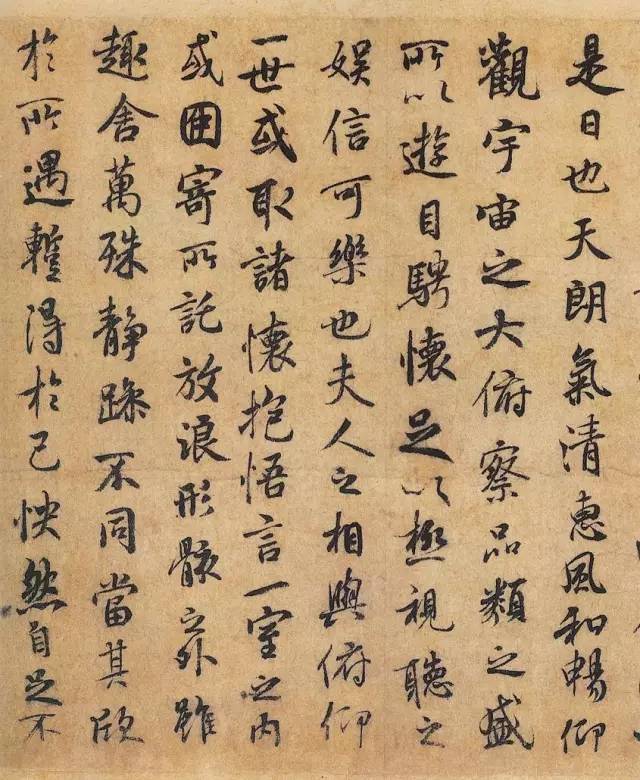 是日也天朗氣清惠風和暢仰
觀宇宙之大俯察品類之盛
所以遊目騁懷足以極視聽之
娛信可樂也夫人之相與俯仰
一世或取諸懷抱悟言一室之內
或因寄所託放浪形骸之外雖
趣舍萬殊静躁不同當其欣
於所遇蹔得於己怏然自足不